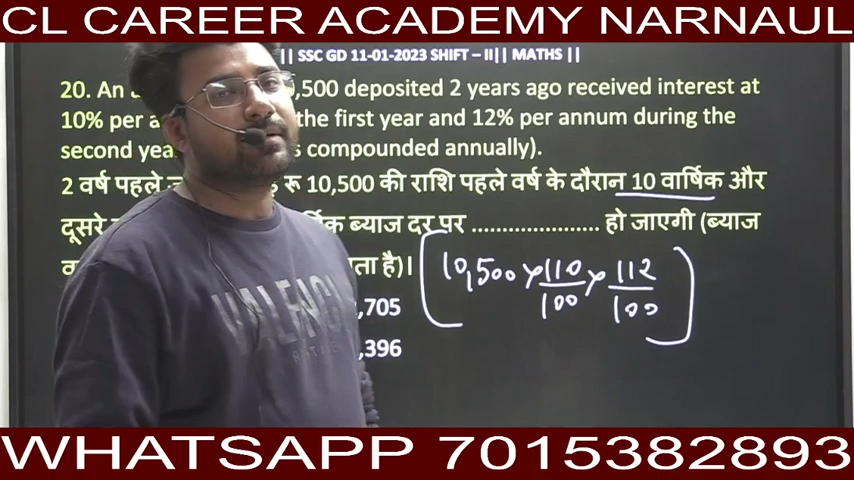 CL CAREER ACADEMY NARNAUL
|| SSC GD 11-01-2023 SHIFT – II|| MATHS ||
20. An ,500 deposited 2 years ago received interest at
10% per the first year and 12% per annum during the
second compounded annually).
2 वर्ष पहले रू 10,500 की राशि पहले वर्ष के दौरान 10 वार्षिक और
दूसरे ब्याज दर पर ..................... हो जाएगी (ब्याज
है)।
10,500 × 110/100 × 112/100
,705
,396
VALENCI
WHATSAPP 7015382893